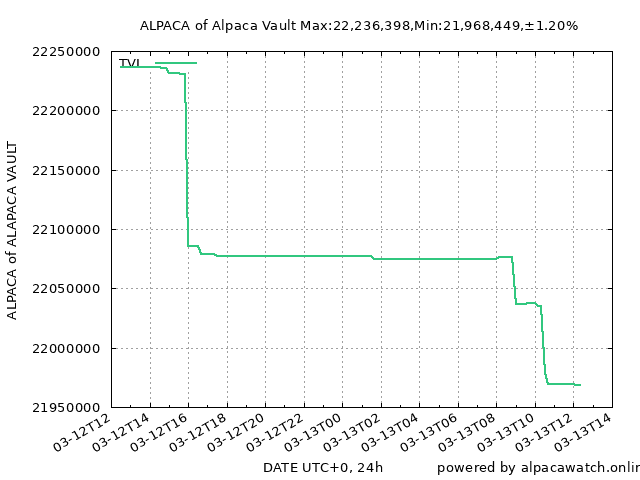 ALPACA of Alpaca Vault Max:22,236,398,Min:21,968,449,±1.20%
22250000
TVL
22200000
22150000
22100000
22050000
22000000
21950000
ALPACA of ALAPACA VAULT
03-12T12
03-12T14
03-12T16
03-12T18
03-12T20
03-12T22
03-13T00
03-13T02
03-13T04
03-13T06
03-13T08
03-13T10
03-13T12
03-13T14
DATE UTC+0, 24h
powered by alpacawatch.onlin